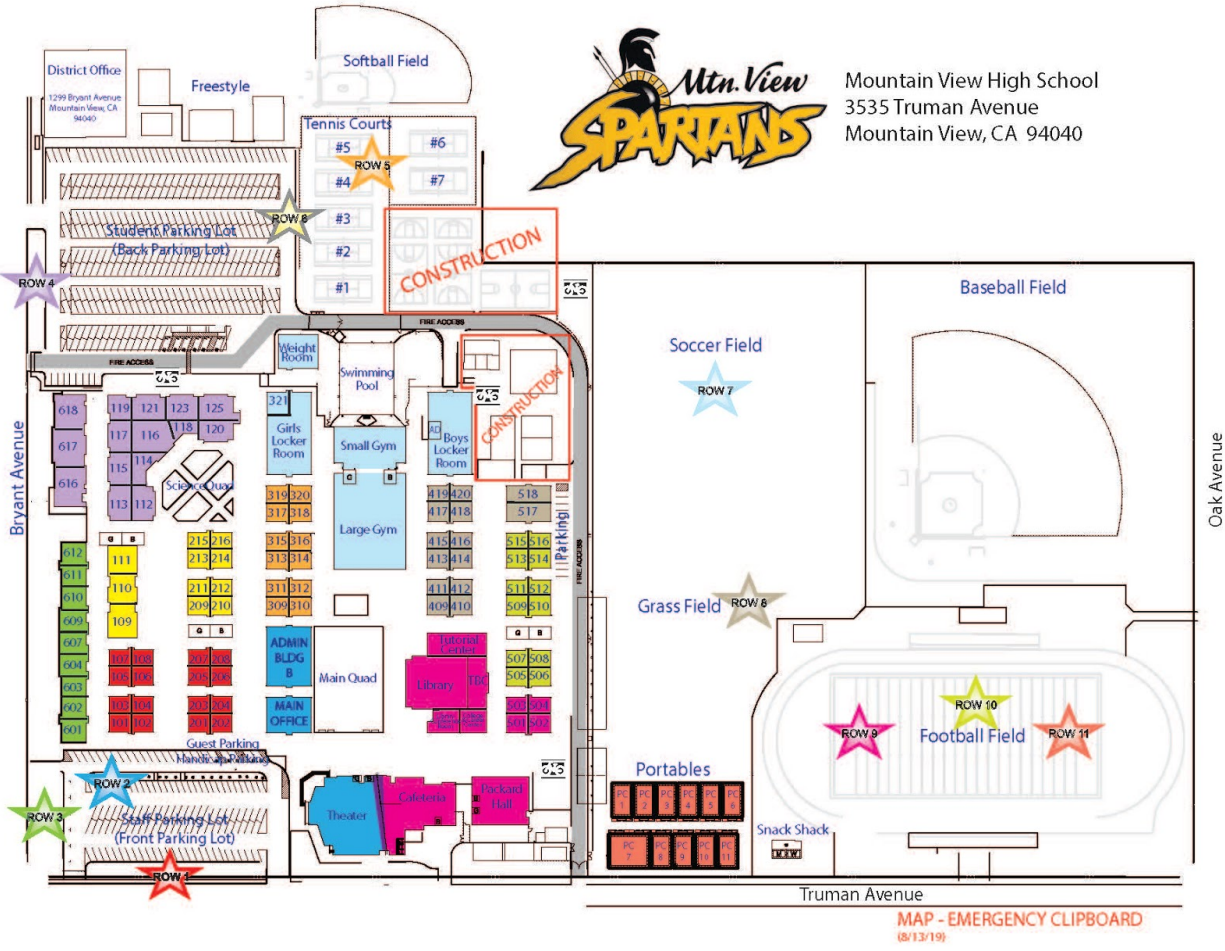 Mtn. View
SPARTANS
Mountain View High School
3535 Truman Avenue
Mountain View, CA 94040
District Office
1299 Bryant Avenue
Mountain View, CA
94040
Freestyle
Softball Field
Tennis Courts
#5
#6
ROW 5
#4
#7
ROW 6
#3
Student Parking Lot
(Back Parking Lot)
#2
#1
ROW 4
CONSTRUCTION
FIRE ACCESS
FIRE ACCESS
Baseball Field
Soccer Field
ROW 7
Weight
Room
Swimming
Pool
CONSTRUCTION
Bryant Avenue
Oak Avenue
618
617
616
119 121 123 125
117 116 118 120
115 114
113 112
Science Quad
321
Girls
Locker
Room
Small Gym
G B
Large Gym
AD
Boys
Locker
Room
319 320
317 318
419 420
417 418
518
517
Parking
FIRE ACCESS
G B
111
110
109
215 216
213 214
315 316
313 314
415 416
413 414
515 516
513 514
211 212
209 210
311 312
309 310
411 412
409 410
511 512
509 510
612
611
610
609
607
604
603
602
601
G B
G B
107 108
105 106
207 208
205 206
103 104
101 102
203 204
201 202
ADMIN
BLDG
B
MAIN
OFFICE
Main Quad
Tutorial
Center
Library
507 508
505 506
503 504
501 502
Grass Field
ROW 8
ROW 9
ROW 10
Football Field
ROW 11
Guest Parking
Handicap Parking
ROW 2
ROW 3
Staff Parking Lot
(Front Parking Lot)
ROW 1
Theater
Cafeteria
Packard
Hall
Portables
PC 1
PC 2
PC 3
PC 4
PC 5
PC 6
PC 7
PC 8
PC 9
PC 10
PC 11
Snack Shack
M S W
Truman Avenue
MAP - EMERGENCY CLIPBOARD
(8/13/19)